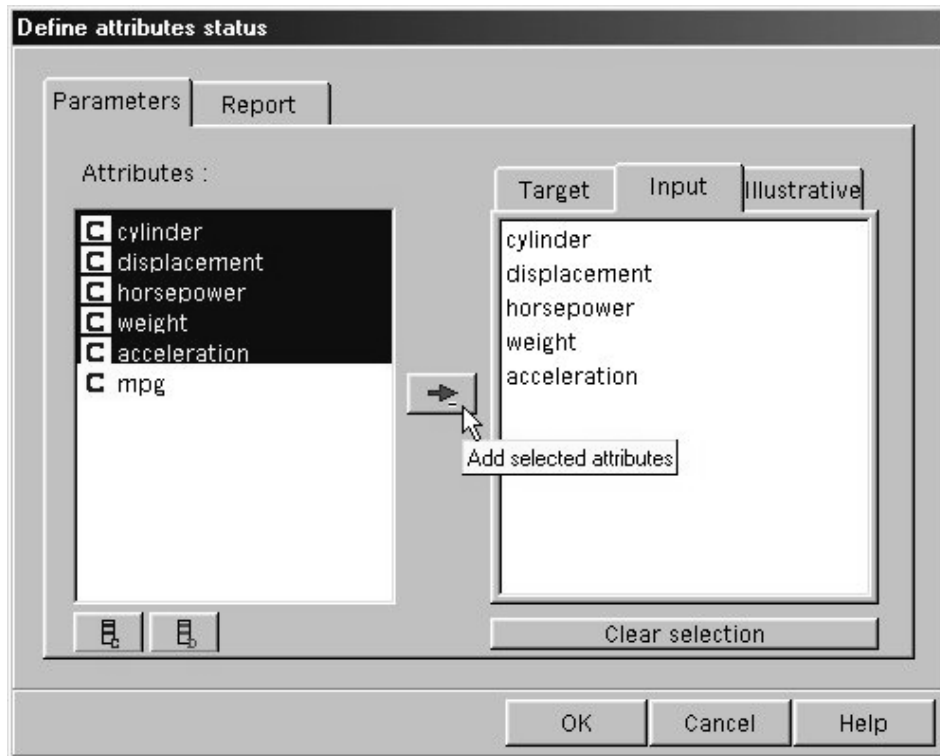 Define attributes status
Parameters
Report
Attributes :
C cylinder
C displacement
C horsepower
C weight
C acceleration
C mpg
Target
Input
Illustrative
cylinder
displacement
horsepower
weight
acceleration
Add selected attributes
C
D
Clear selection
OK
Cancel
Help